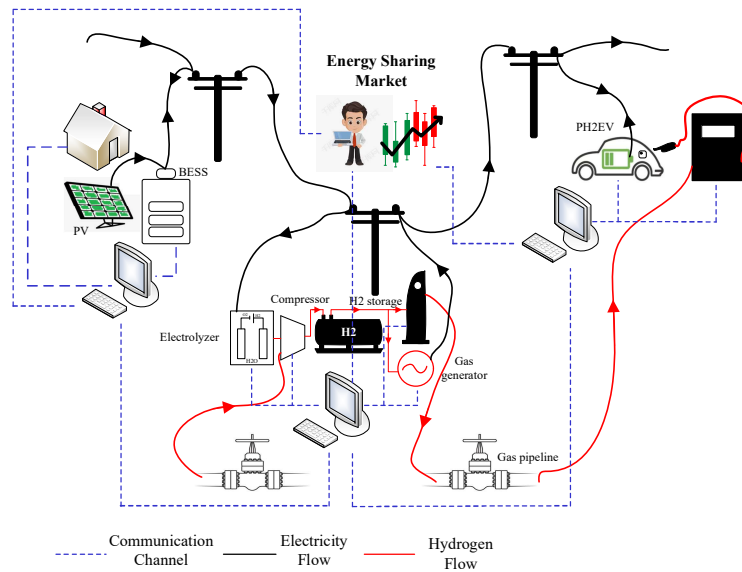 Energy Sharing
Market
PH2EV
BESS
PV
Compressor
H2 storage
Electrolyzer
H2
H2O
Gas
generator
Gas pipeline
Communication
Channel
Electricity
Flow
Hydrogen
Flow